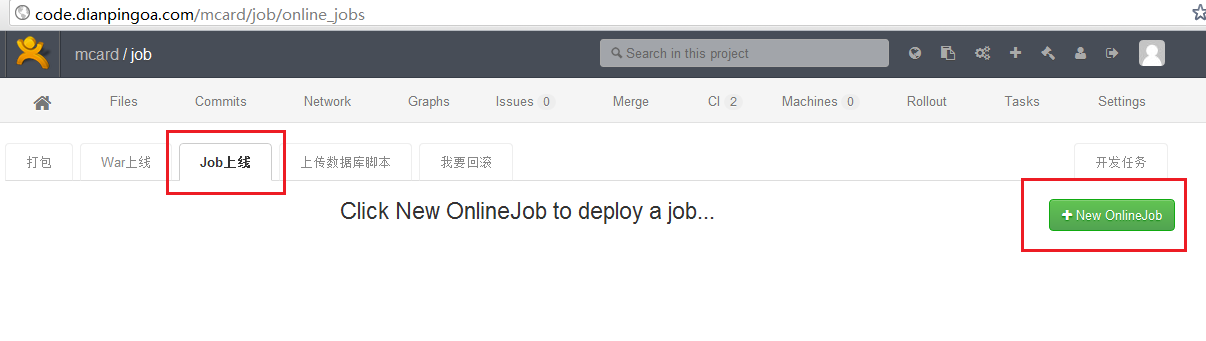 code.dianpingoa.com/mcard/job/online_jobs
mcard / job
Search in this project
Files Commits Network Graphs Issues 0 Merge CI 2 Machines 0 Rollout Tasks Settings
打包 War上线 Job上线 上传数据库脚本 我要回滚 开发任务
Click New OnlineJob to deploy a job...
New OnlineJob